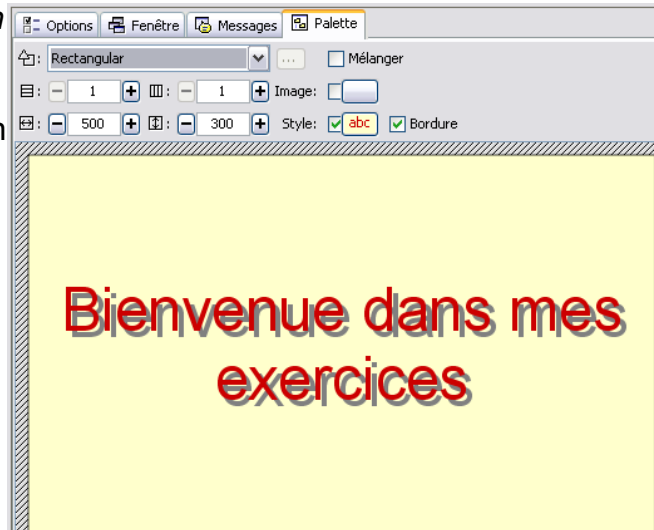 Options Fenêtre Messages Palette
Rectangular ... Mélanger
1 1 Image:
500 300 Style: abc Bordure
Bienvenue dans mes
exercices